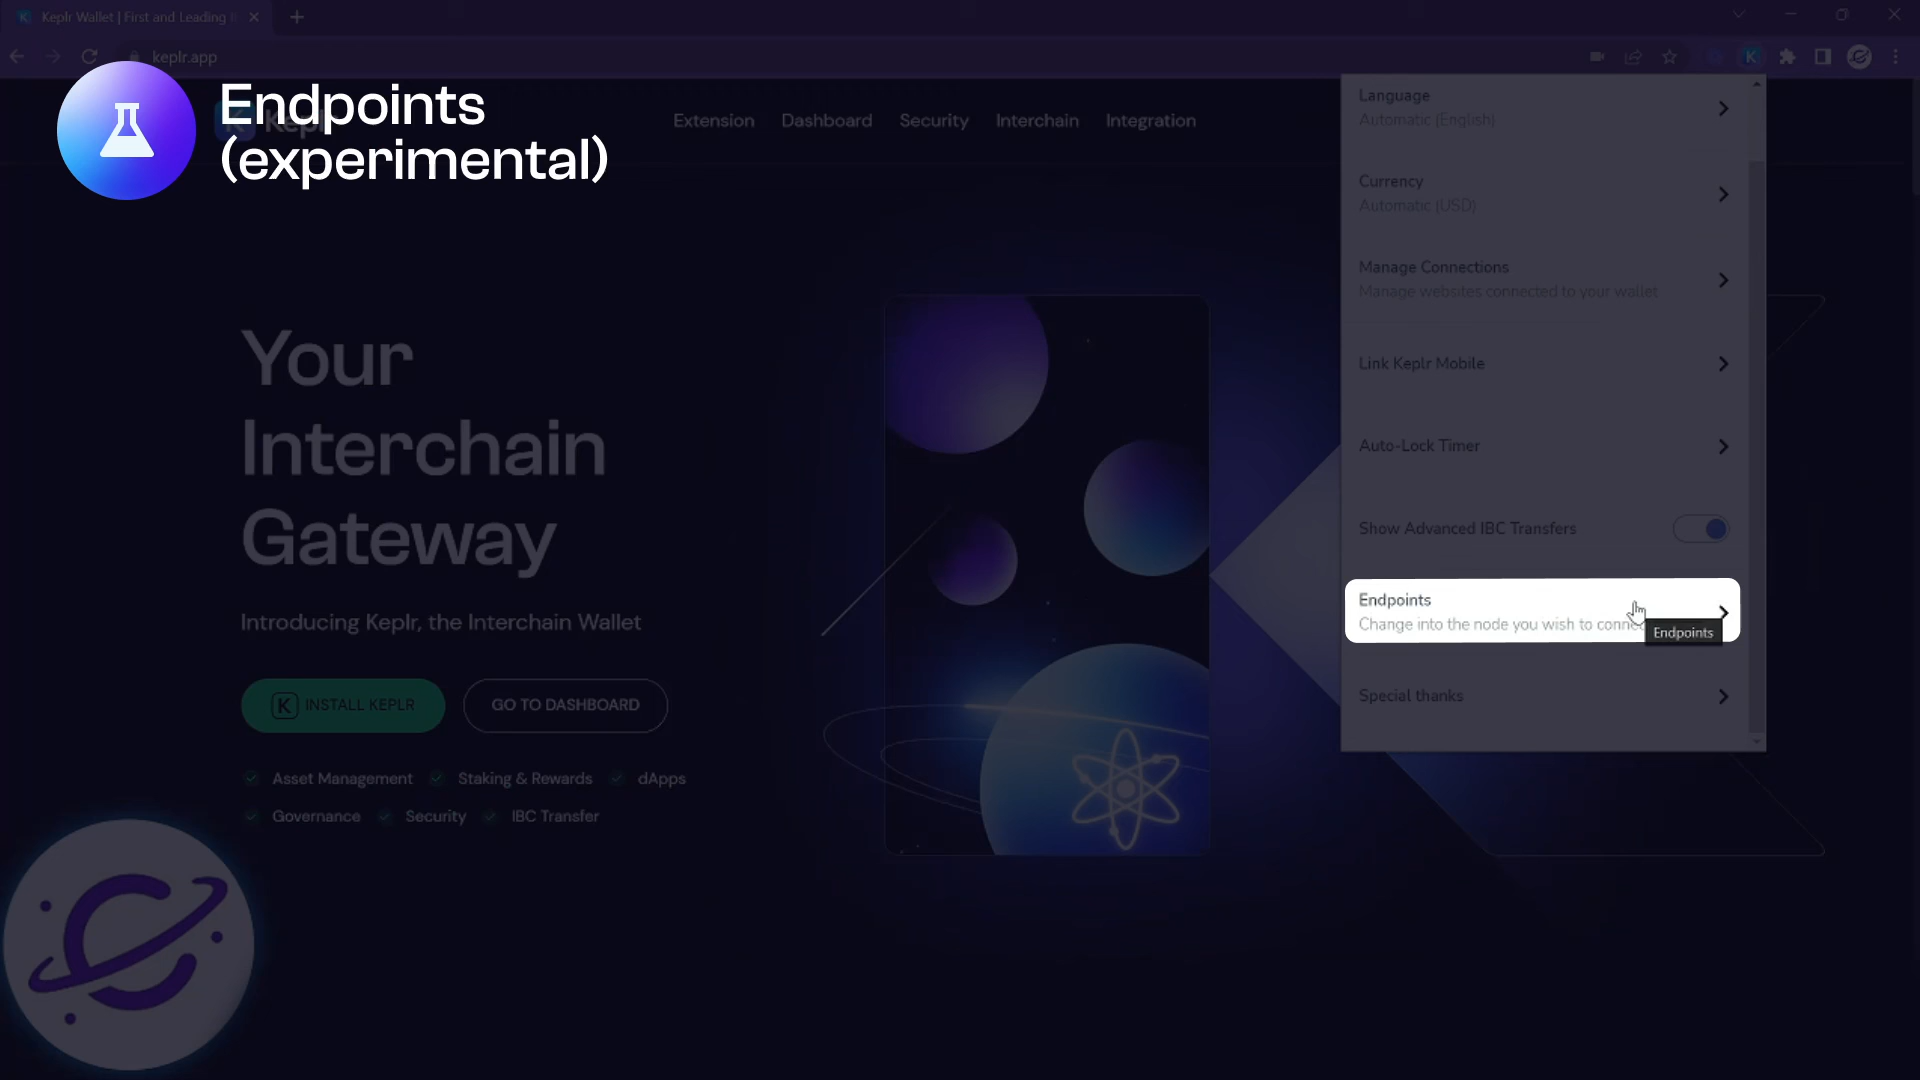 Keplr Wallet | First and Leading
keplr.app
Endpoints
(experimental)
Extension
Dashboard
Security
Interchain
Integration
Your
Interchain
Gateway
Introducing Keplr, the Interchain Wallet
INSTALL KEPLR
GO TO DASHBOARD
Asset Management
Staking & Rewards
dApps
Governance
Security
IBC Transfer
Language
Automatic (English)
Currency
Automatic (USD)
Manage Connections
Manage websites connected to your wallet
Link Keplr Mobile
Auto-Lock Timer
Show Advanced IBC Transfers
Endpoints
Change into the node you wish to
Endpoints
Special thanks